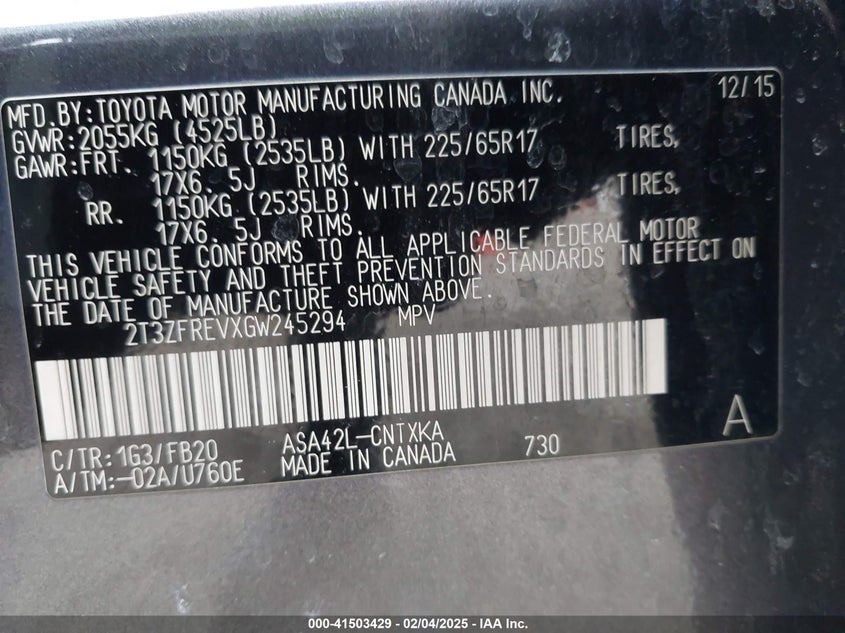 MFD.BY:TOYOTA MOTOR MANUFACTURING CANADA INC. 12/15
GVWR:2055KG (4525LB)
GAWR:FRT. 1150KG (2535LB) WITH 225/65R17 TIRES,
17X6. 5J RIMS.
RR. 1150KG (2535LB) WITH 225/65R17 TIRES,
17X6. 5J RIMS.
THIS VEHICLE CONFORMS TO ALL APPLICABLE FEDERAL MOTOR
VEHICLE SAFETY AND THEFT PREVENTION STANDARDS IN EFFECT ON
THE DATE OF MANUFACTURE SHOWN ABOVE.
2T3ZFREVXGW245294 MPV
A
C/TR:1G3/FB20 ASA42L-CNTXKA 730
A/TM:-02A/U760E MADE IN CANADA
000-41503429 - 02/04/2025 - IAA Inc.